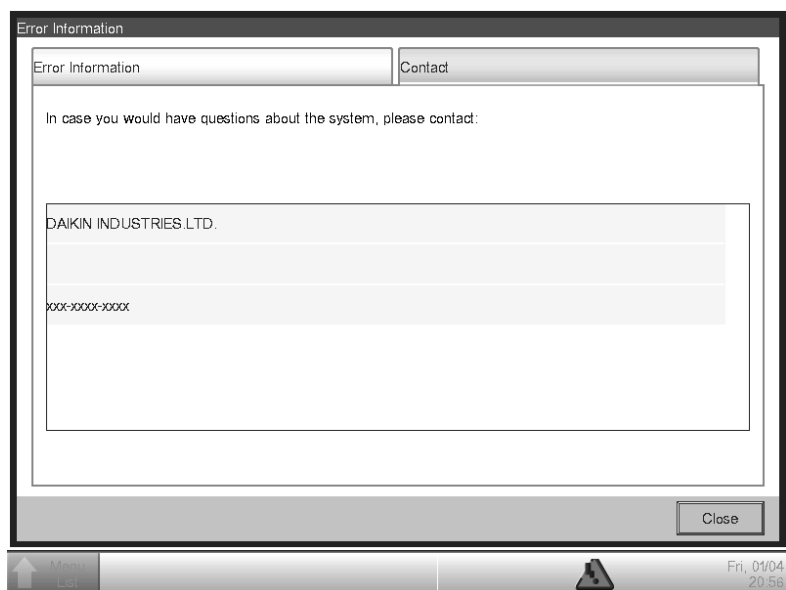 Error Information
Error Information
Contact
In case you would have questions about the system, please contact:
DAIKIN INDUSTRIES.LTD.
xxx-xxxx-xxxx
Close
Menu
List
Fri, 01/04
20:56